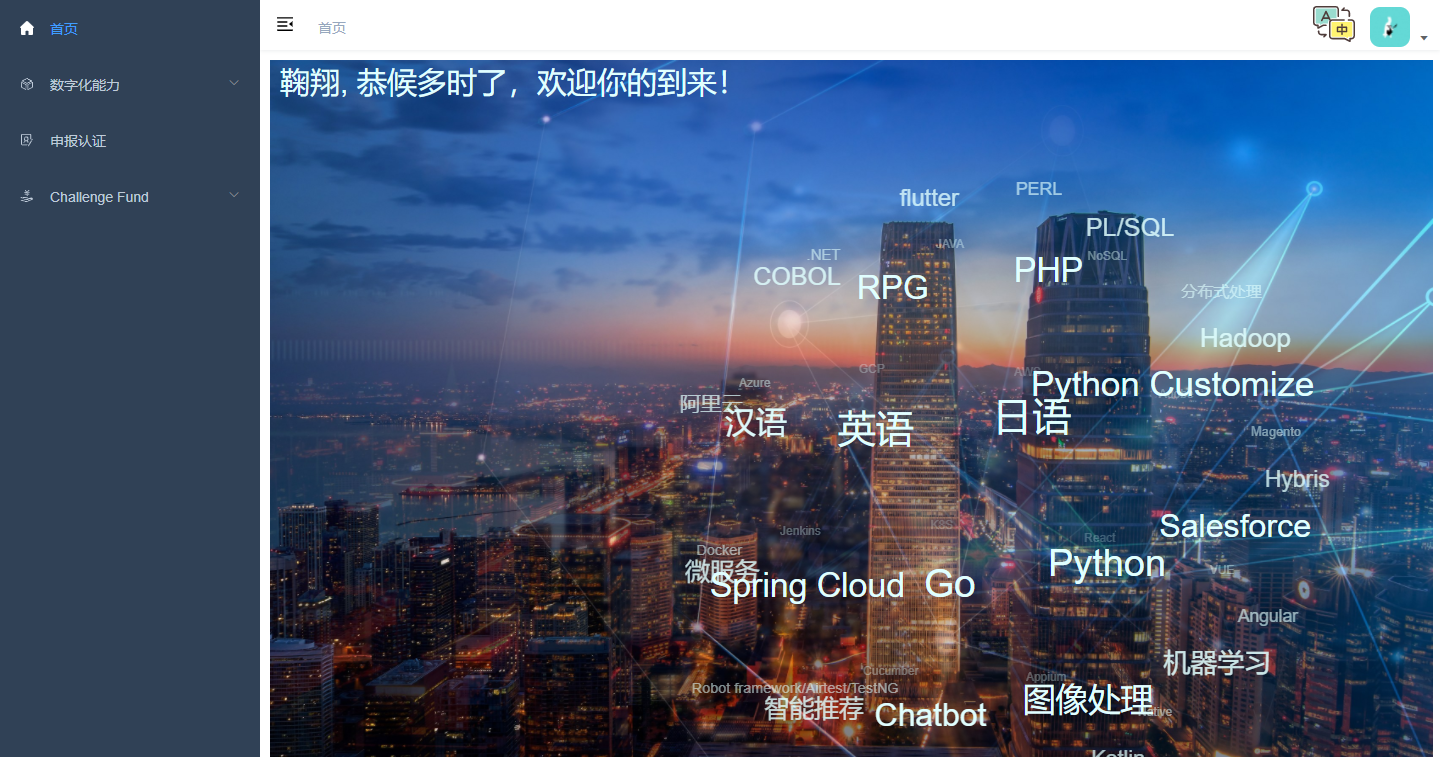 首页
数字化能力
申报认证
Challenge Fund
首页
A
中
鞠翔, 恭候多时了，欢迎你的到来！
flutter
PERL
PL/SQL
JAVA
.NET
NoSQL
COBOL
RPG
PHP
分布式处理
Hadoop
GCP
Azure
Python Customize
阿里云
汉语
英语
日语
Magento
Hybris
K8S
Jenkins
Salesforce
React
Docker
微服务
Python
VUE
Spring Cloud
Go
Angular
机器学习
Cucumber
Appium
Robot framework/Airtest/TestNG
智能推荐
图像处理
Chatbot
Kotlin